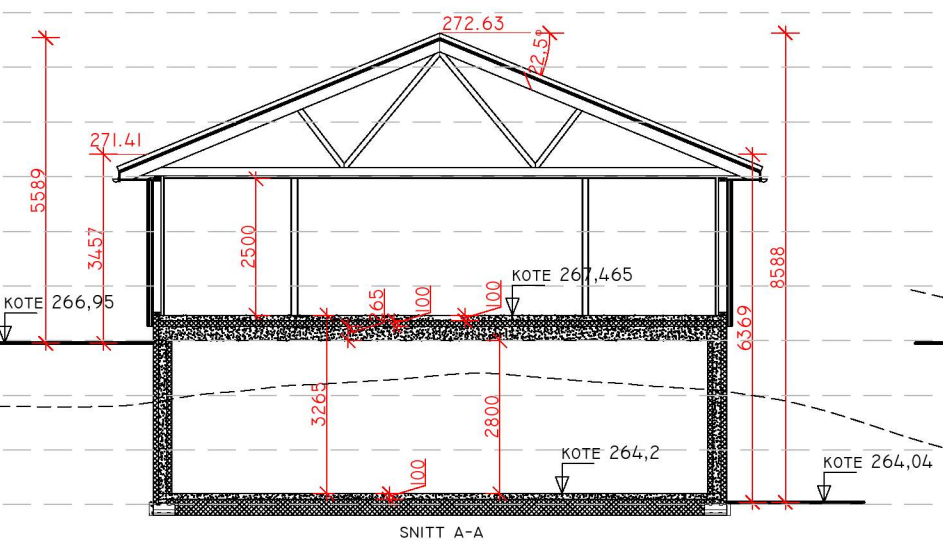 272.63
22.5°
271.41
5589
3457
2500
8588
KOTE 267,465
KOTE 266,95
265
100
100
6369
3265
2800
KOTE 264,2
100
KOTE 264,04
SNITT A-A